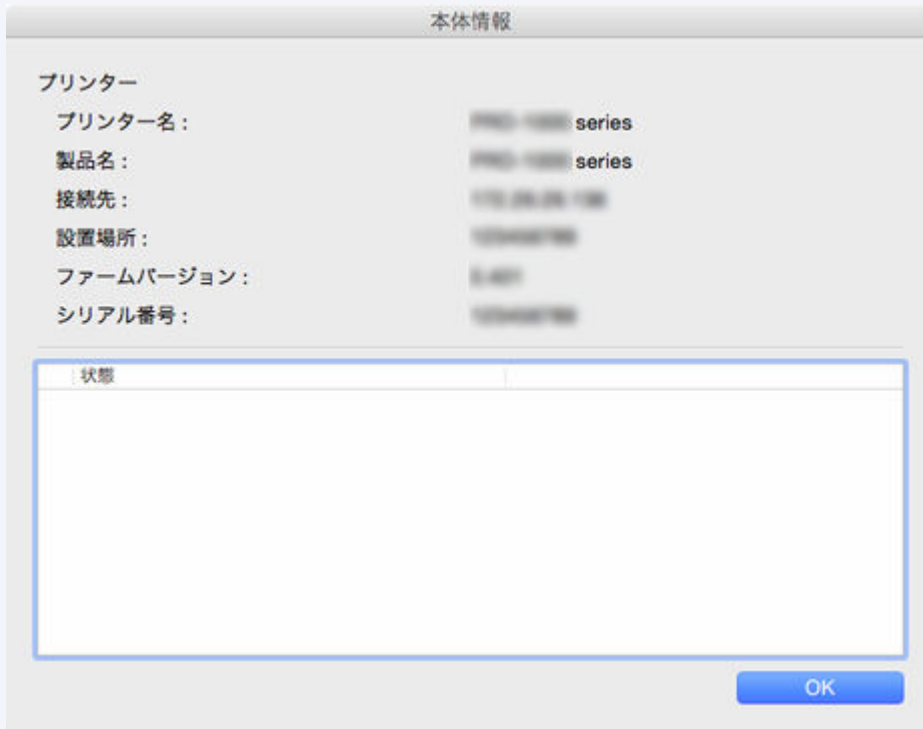 本体情報
プリンター
プリンター名 :
series
製品名 :
series
接続先 :
設置場所 :
ファームバージョン :
シリアル番号 :
状態
OK